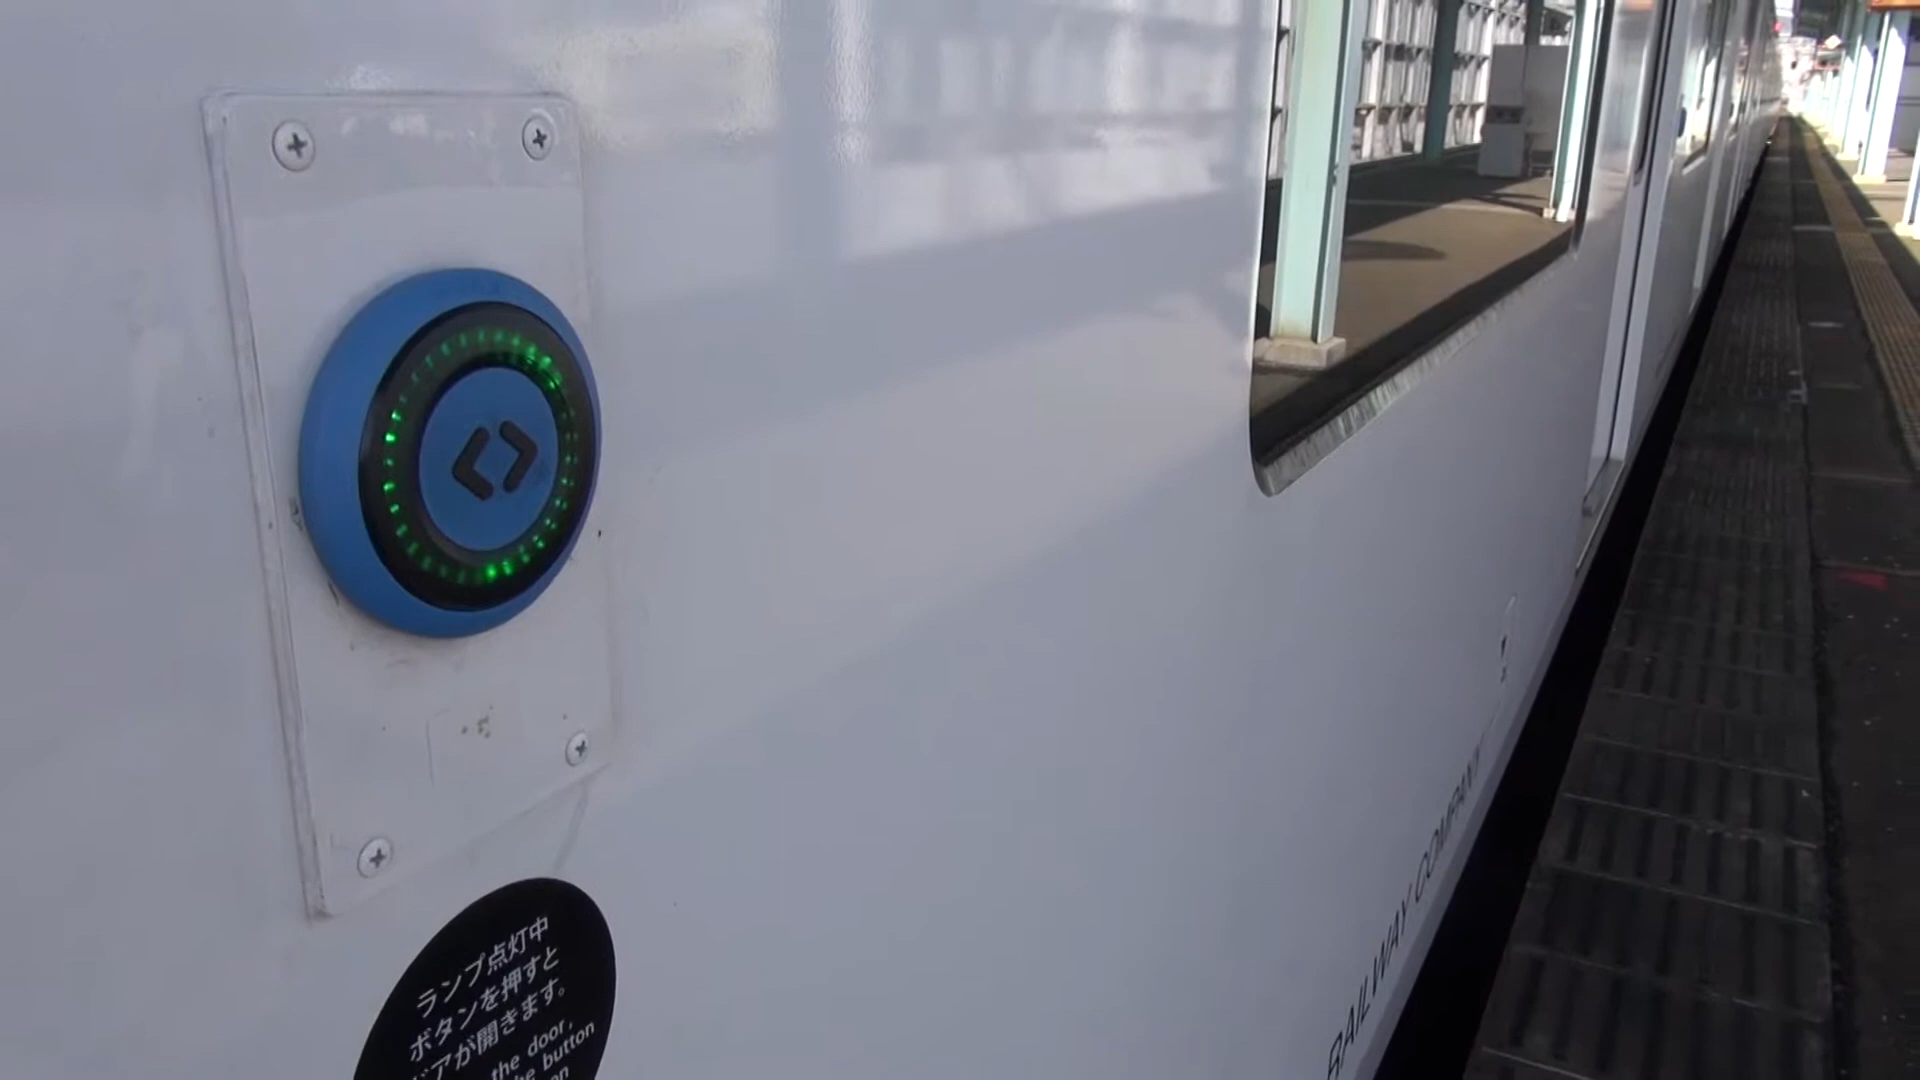 ランプ点灯中
ボタンを押すと
ドアが開きます。
the door,
the button
on
RAILWAY COMPANY